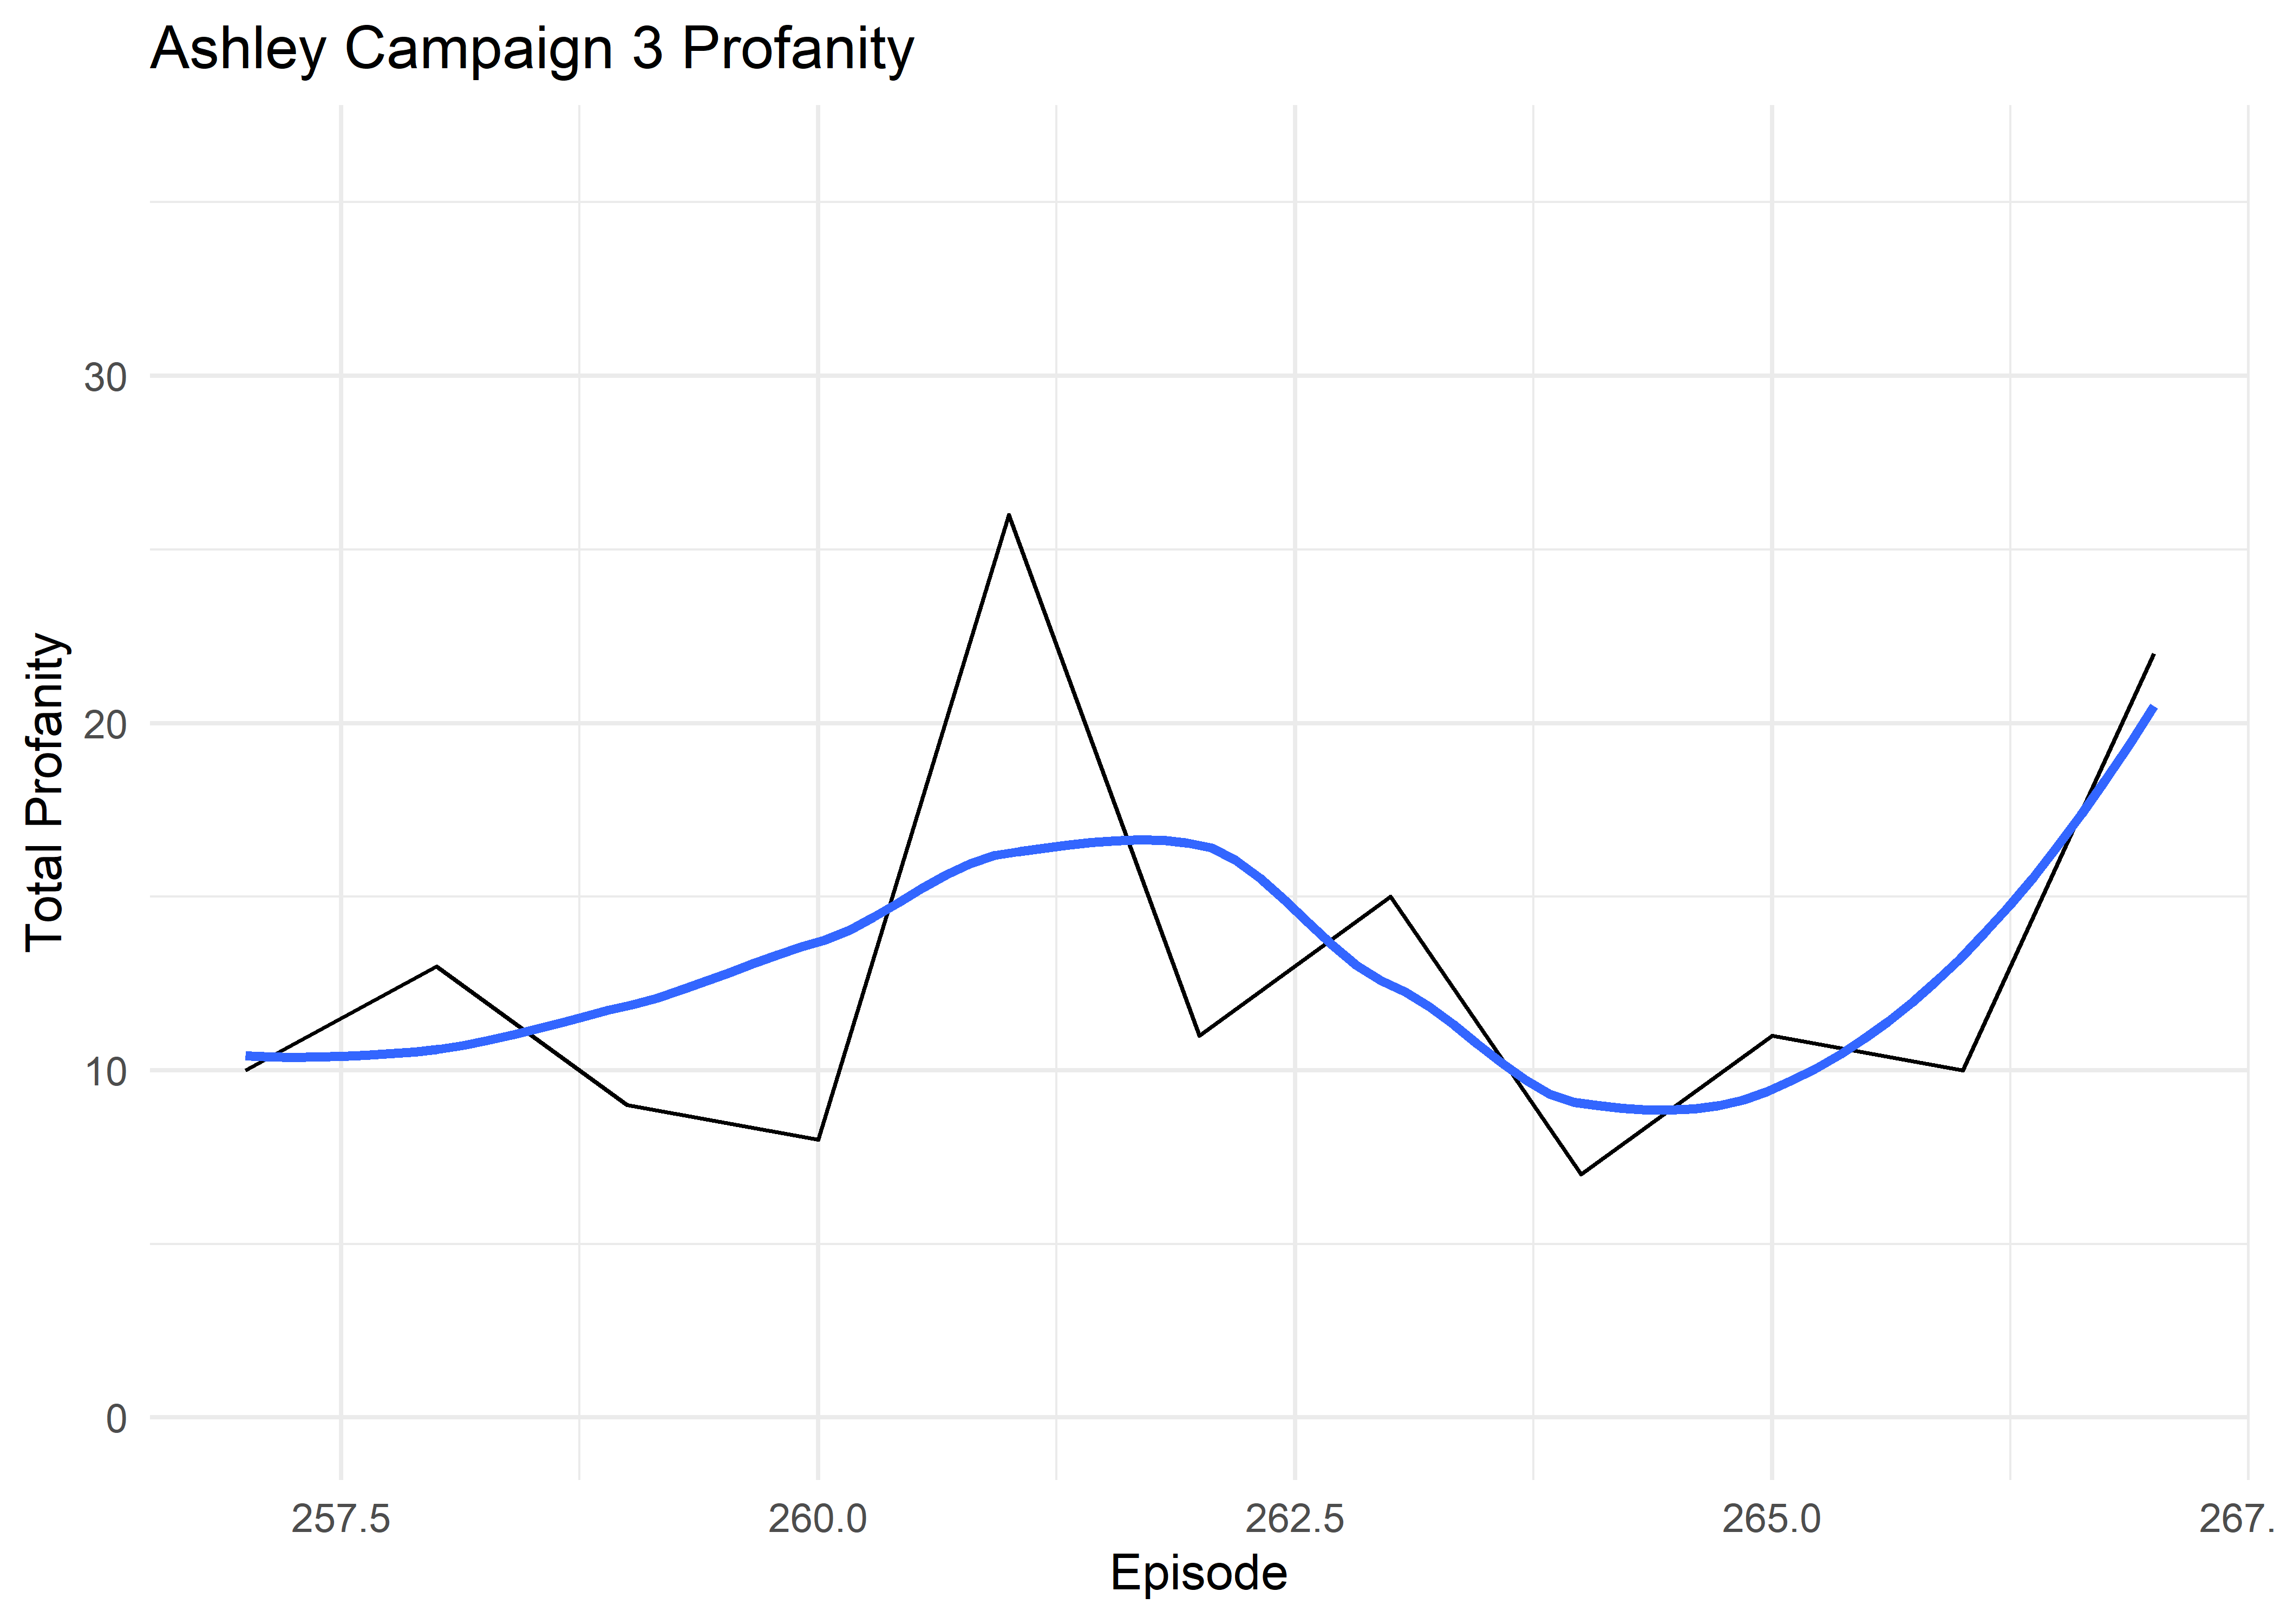 Ashley Campaign 3 Profanity
Total Profanity
30
20
10
0
257.5 260.0 262.5 265.0 267.
Episode